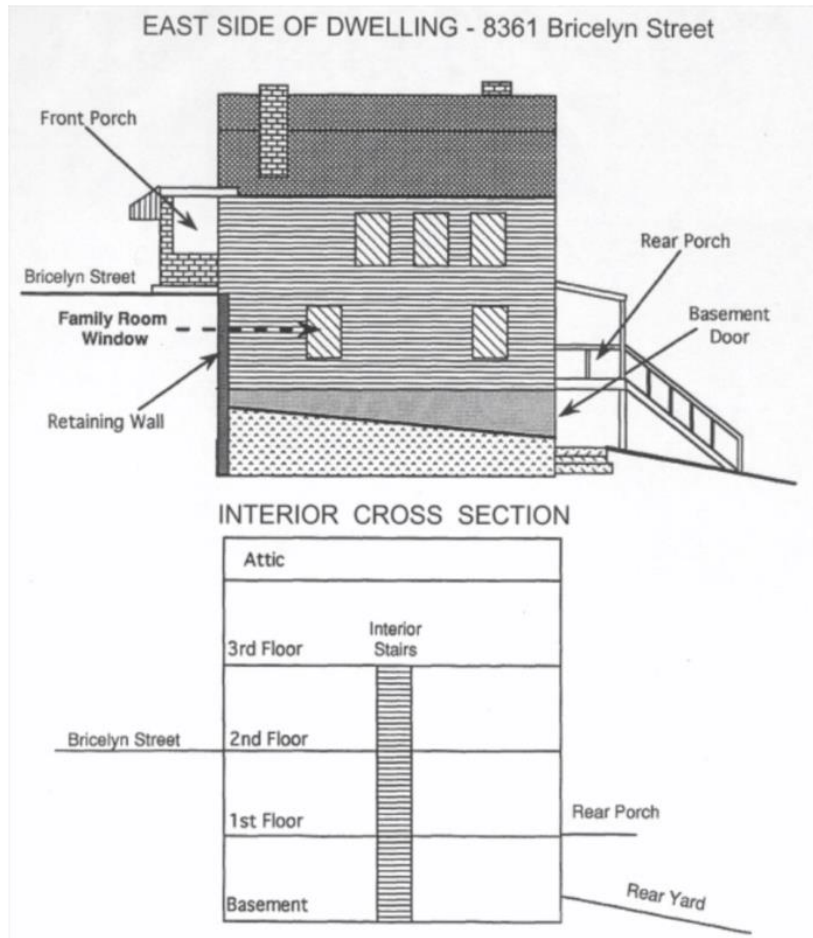 EAST SIDE OF DWELLING - 8361 Bricelyn Street
Front Porch
Rear Porch
Bricelyn Street
Family Room
Window
Basement
Door
Retaining Wall
INTERIOR CROSS SECTION
Attic
3rd Floor
Interior
Stairs
Bricelyn Street
2nd Floor
1st Floor
Rear Porch
Basement
Rear Yard